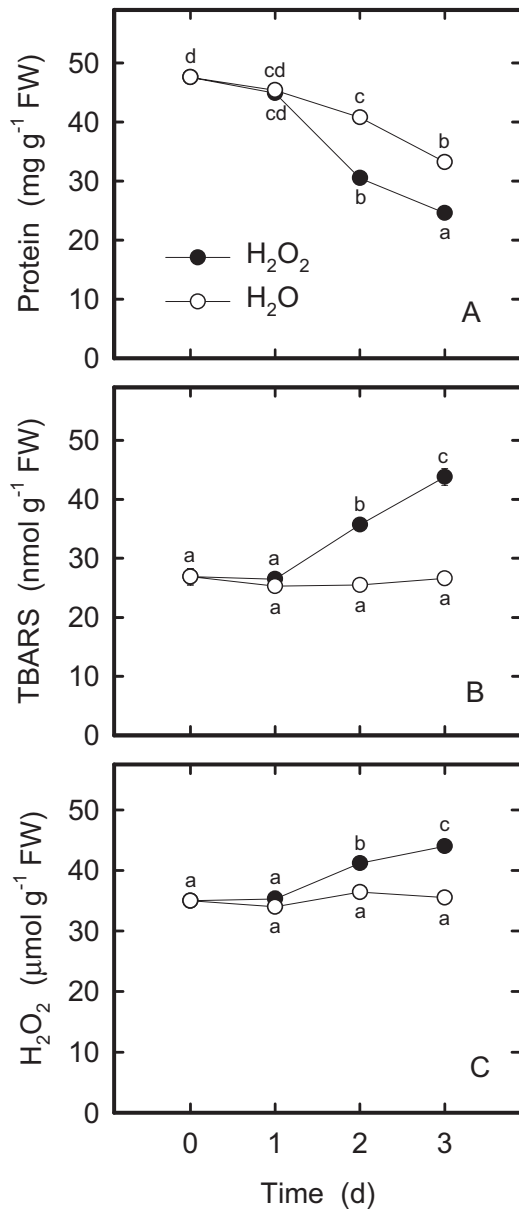 50
40
30
20
10
0
Protein (mg g⁻¹ FW)
d
cd
cd
c
b
b
a
H₂O₂
H₂O
A
50
40
30
20
10
0
TBARS (nmol g⁻¹ FW)
a
a
a
b
a
c
a
B
50
40
30
20
10
0
H₂O₂ (µmol g⁻¹ FW)
a
a
a
b
a
c
a
C
0 1 2 3
Time (d)